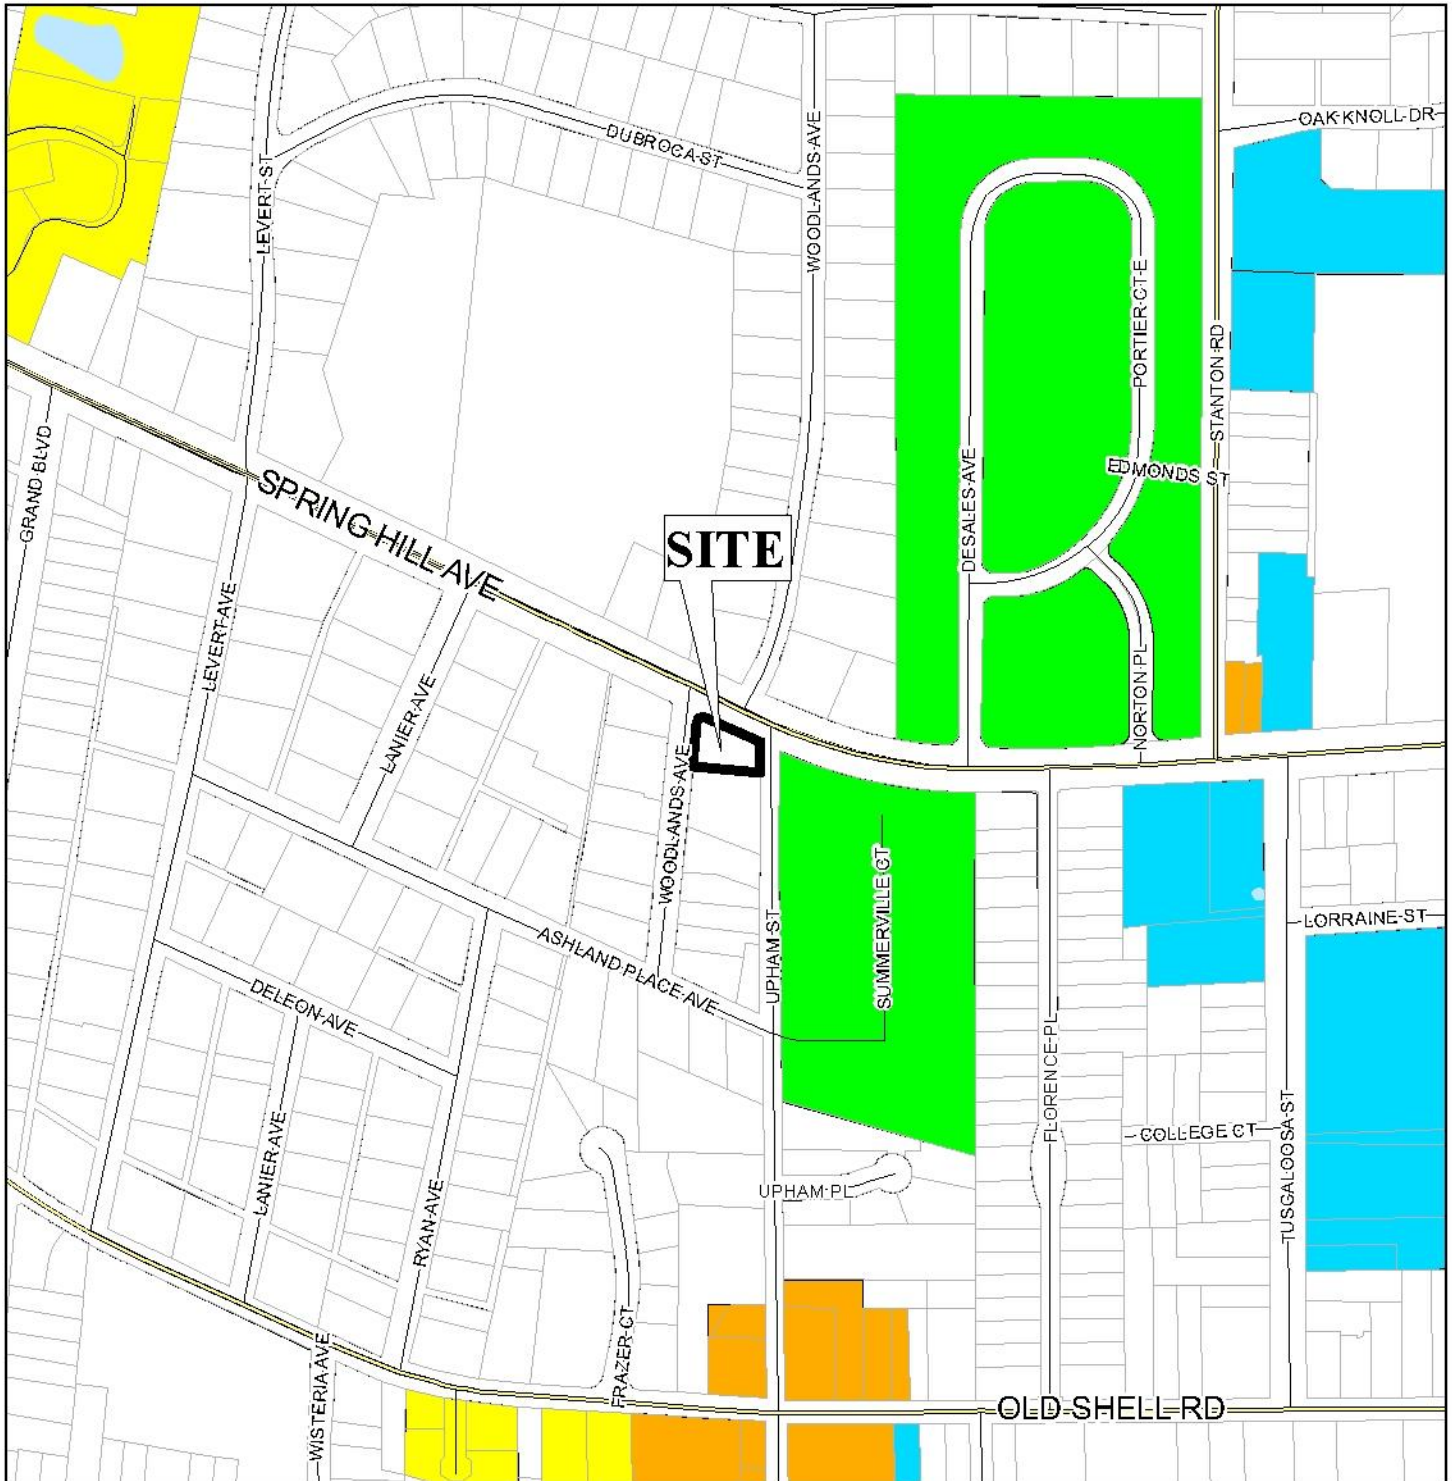 OAK KNOLL DR
DUBROCA ST
WOODLANDS AVE
LEVERT ST
PORTIER CT E
STANTON RD
GRAND BLVD
SPRING HILL AVE
EDMONDS ST
DESALES AVE
SITE
LEVERT AVE
LANIER AVE
NORTON PL
WOODLANDS AVE
SUMMERVILLE CT
LORRAINE ST
UPHAM ST
ASHLAND PLACE AVE
DELEON AVE
FLORENCE PL
COLLEGE CT
TUSGALOOSA ST
LANIER AVE
UPHAM PL
RYAN AVE
FRAZER CT
WISTERIA AVE
OLD SHELL RD